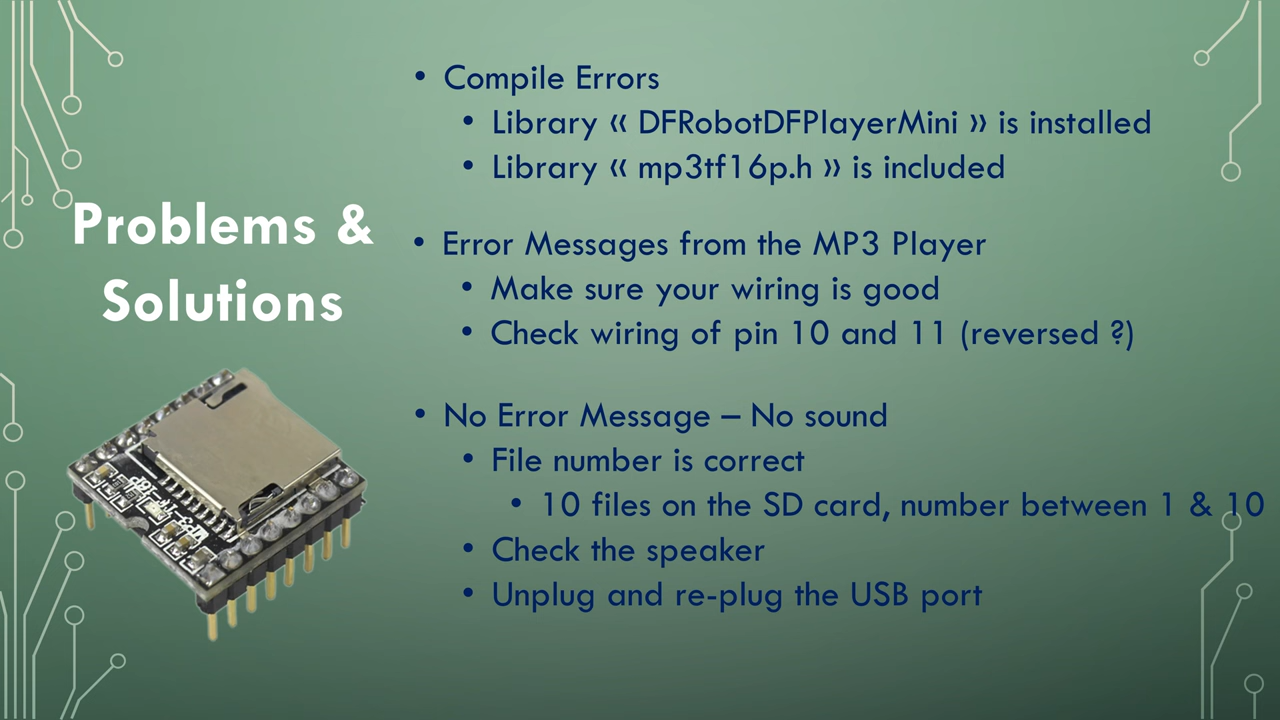 Problems &
Solutions
• Compile Errors
• Library « DFRobotDFPlayerMini » is installed
• Library « mp3tf16p.h » is included
• Error Messages from the MP3 Player
• Make sure your wiring is good
• Check wiring of pin 10 and 11 (reversed ?)
• No Error Message – No sound
• File number is correct
• 10 files on the SD card, number between 1 & 10
• Check the speaker
• Unplug and re-plug the USB port